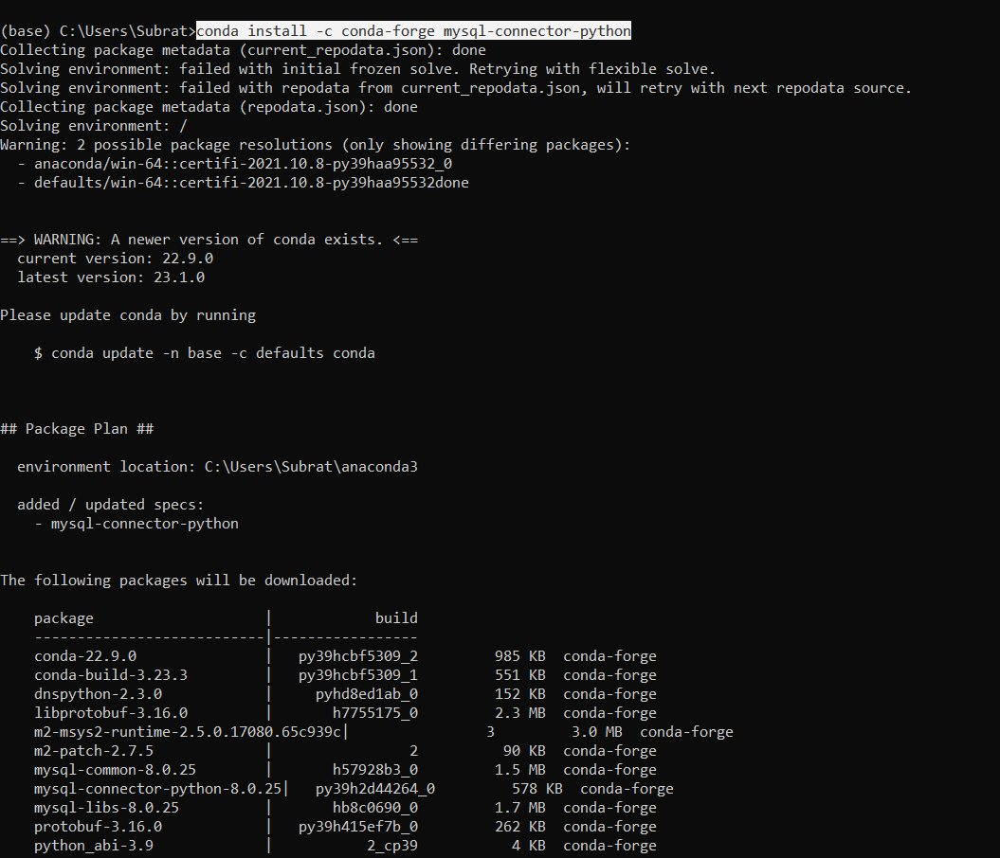 (base) C:\Users\Subrat>conda install -c conda-forge mysql-connector-python
Collecting package metadata (current_repodata.json): done
Solving environment: failed with initial frozen solve. Retrying with flexible solve.
Solving environment: failed with repodata from current_repodata.json, will retry with next repodata source.
Collecting package metadata (repodata.json): done
Solving environment: /
Warning: 2 possible package resolutions (only showing differing packages):
  - anaconda/win-64::certifi-2021.10.8-py39haa95532_0
  - defaults/win-64::certifi-2021.10.8-py39haa95532done
==> WARNING: A newer version of conda exists. <==
  current version: 22.9.0
  latest version: 23.1.0
Please update conda by running
    $ conda update -n base -c defaults conda
## Package Plan ##
  environment location: C:\Users\Subrat\anaconda3
  added / updated specs:
    - mysql-connector-python
The following packages will be downloaded:
    package                    |            build
    ---------------------------|-----------------
    conda-22.9.0               |   py39hcbf5309_2         985 KB  conda-forge
    conda-build-3.23.3         |   py39hcbf5309_1         551 KB  conda-forge
    dnspython-2.3.0            |     pyhd8ed1ab_0         152 KB  conda-forge
    libprotobuf-3.16.0         |       h7755175_0         2.3 MB  conda-forge
    m2-msys2-runtime-2.5.0.17080.65c939c|                3         3.0 MB  conda-forge
    m2-patch-2.7.5             |                2          90 KB  conda-forge
    mysql-common-8.0.25        |       h57928b3_0         1.5 MB  conda-forge
    mysql-connector-python-8.0.25|   py39h2d44264_0         578 KB  conda-forge
    mysql-libs-8.0.25          |       hb8c0690_0         1.7 MB  conda-forge
    protobuf-3.16.0            |   py39h415ef7b_0         262 KB  conda-forge
    python_abi-3.9             |           2_cp39           4 KB  conda-forge